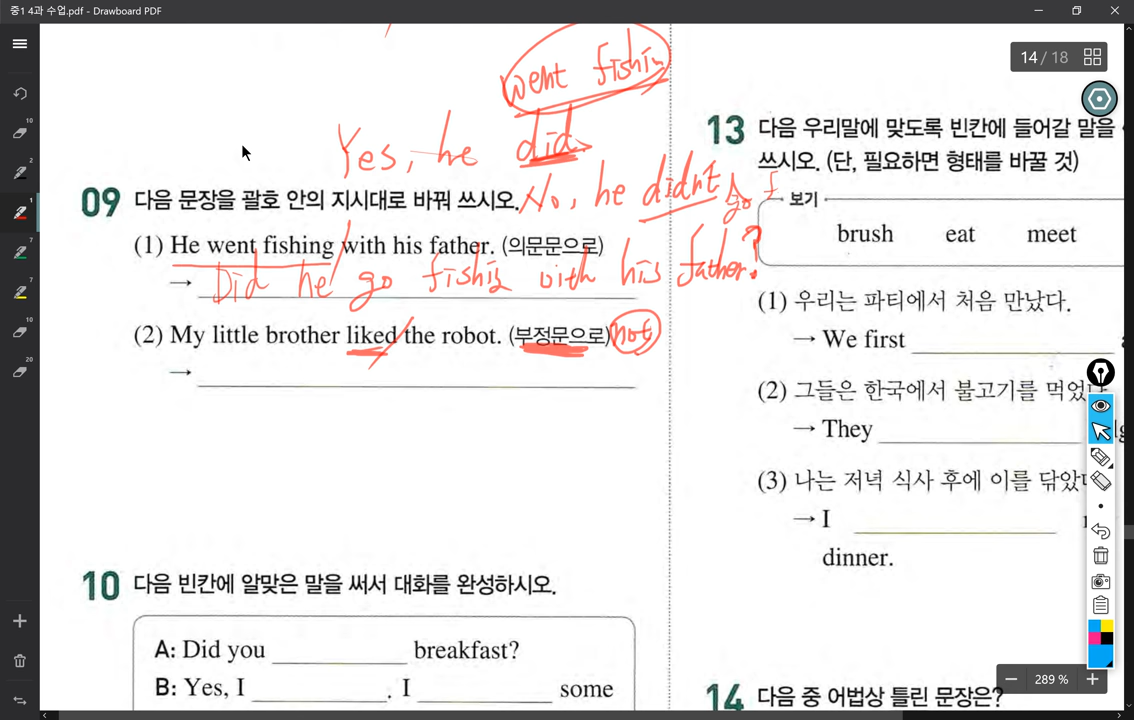 중1 4과 수업.pdf - Drawboard PDF
14 / 18
went fishin
Yes, he did.
No, he didn't go f
09 다음 문장을 괄호 안의 지시대로 바꿔 쓰시오.
(1) He went fishing with his father. (의문문으로)
→ Did he go fishing with his father?
(2) My little brother liked the robot. (부정문으로) not
→
10 다음 빈칸에 알맞은 말을 써서 대화를 완성하시오.
A: Did you breakfast?
B: Yes, I . I some
13 다음 우리말에 맞도록 빈칸에 들어갈 말을
쓰시오. (단, 필요하면 형태를 바꿀 것)
보기
brush eat meet
(1) 우리는 파티에서 처음 만났다.
→ We first
(2) 그들은 한국에서 불고기를 먹었
→ They
(3) 나는 저녁 식사 후에 이를 닦았
→ I
dinner.
14 다음 중 어법상 틀린 문장은?
10
2
1
7
7
10
20
289 %